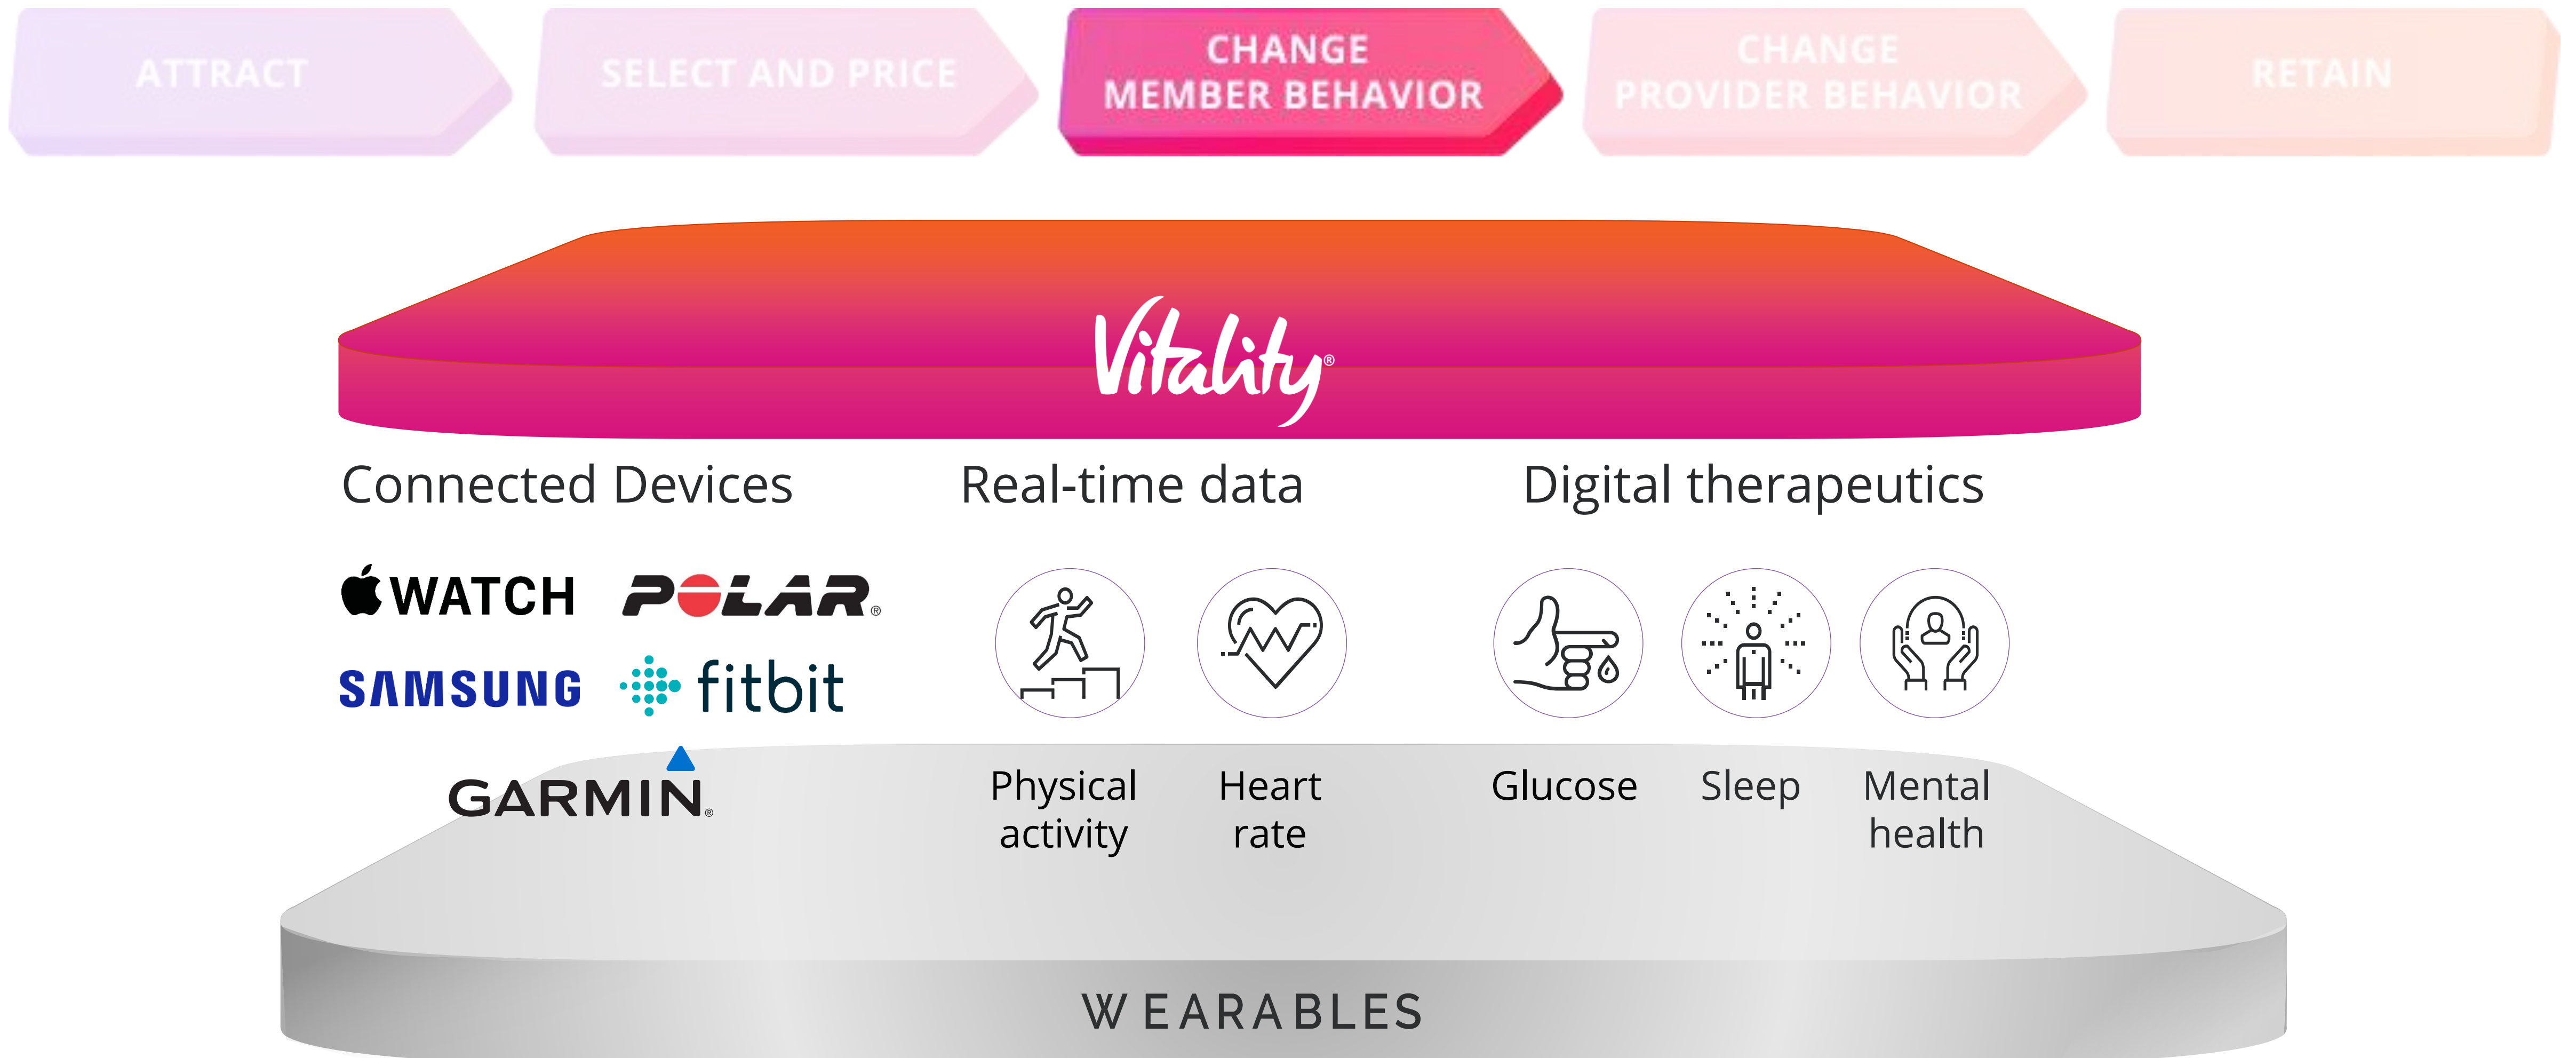 ATTRACT
SELECT AND PRICE
CHANGE
MEMBER BEHAVIOR
CHANGE
PROVIDER BEHAVIOR
RETAIN
Vitality®
Connected Devices
Real-time data
Digital therapeutics
WATCH
POLAR®
SAMSUNG
fitbit
GARMIN®
Physical
activity
Heart
rate
Glucose
Sleep
Mental
health
WEARABLES